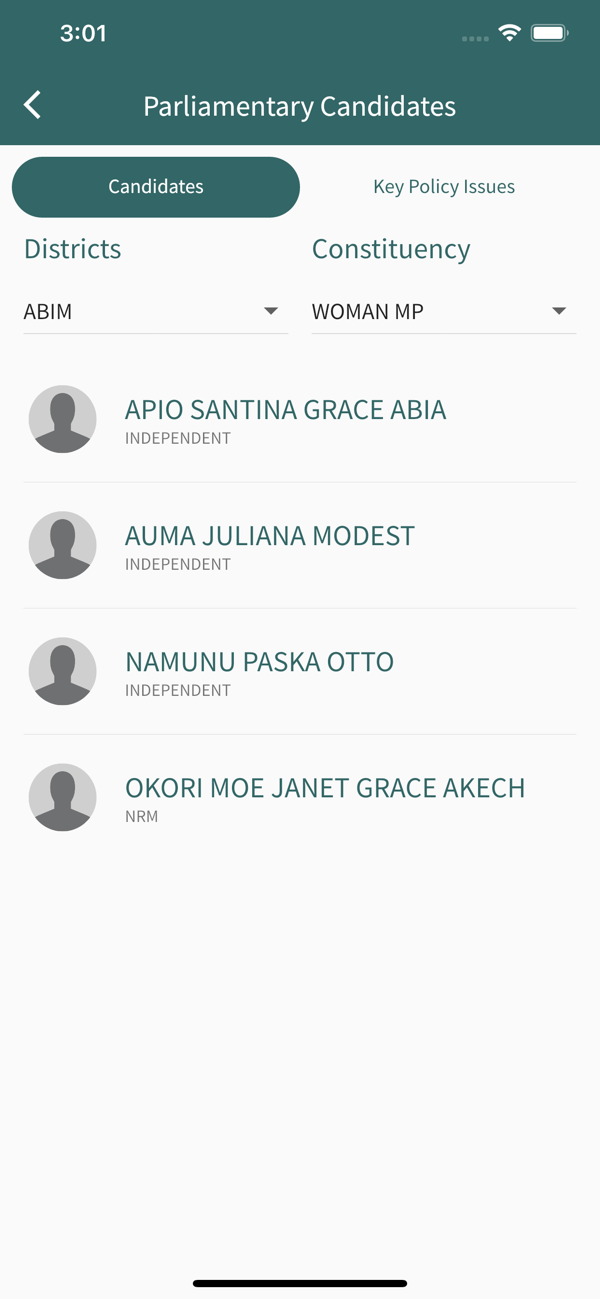 3:01
Parliamentary Candidates
Candidates
Key Policy Issues
Districts
Constituency
ABIM
WOMAN MP
APIO SANTINA GRACE ABIA
INDEPENDENT
AUMA JULIANA MODEST
INDEPENDENT
NAMUNU PASKA OTTO
INDEPENDENT
OKORI MOE JANET GRACE AKECH
NRM